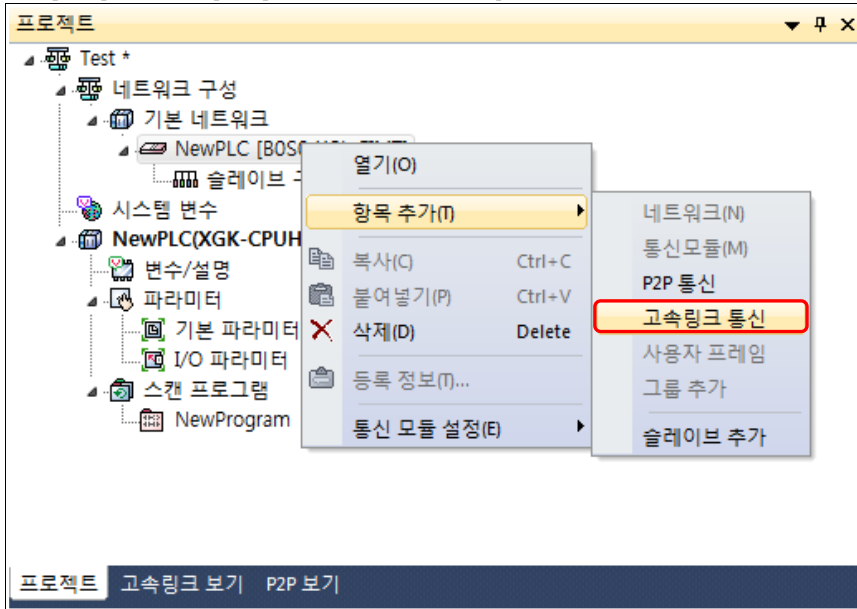 프로젝트
Test *
네트워크 구성
기본 네트워크
NewPLC [B0S0
슬레이브
시스템 변수
NewPLC(XGK-CPUH
변수/설명
파라미터
기본 파라미터
I/O 파라미터
스캔 프로그램
NewProgram
열기(O)
항목 추가(T)
복사(C) Ctrl+C
붙여넣기(P) Ctrl+V
삭제(D) Delete
등록 정보(T)...
통신 모듈 설정(E)
네트워크(N)
통신모듈(M)
P2P 통신
고속링크 통신
사용자 프레임
그룹 추가
슬레이브 추가
프로젝트 고속링크 보기 P2P 보기